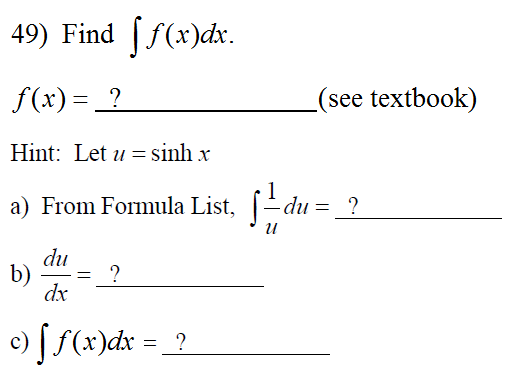 49) Find ∫ f(x)dx.
f(x) = ? (see textbook)
Hint: Let u = sinh x
a) From Formula List, ∫ 1/u du = ?
b) du/dx = ?
c) ∫ f(x)dx = ?